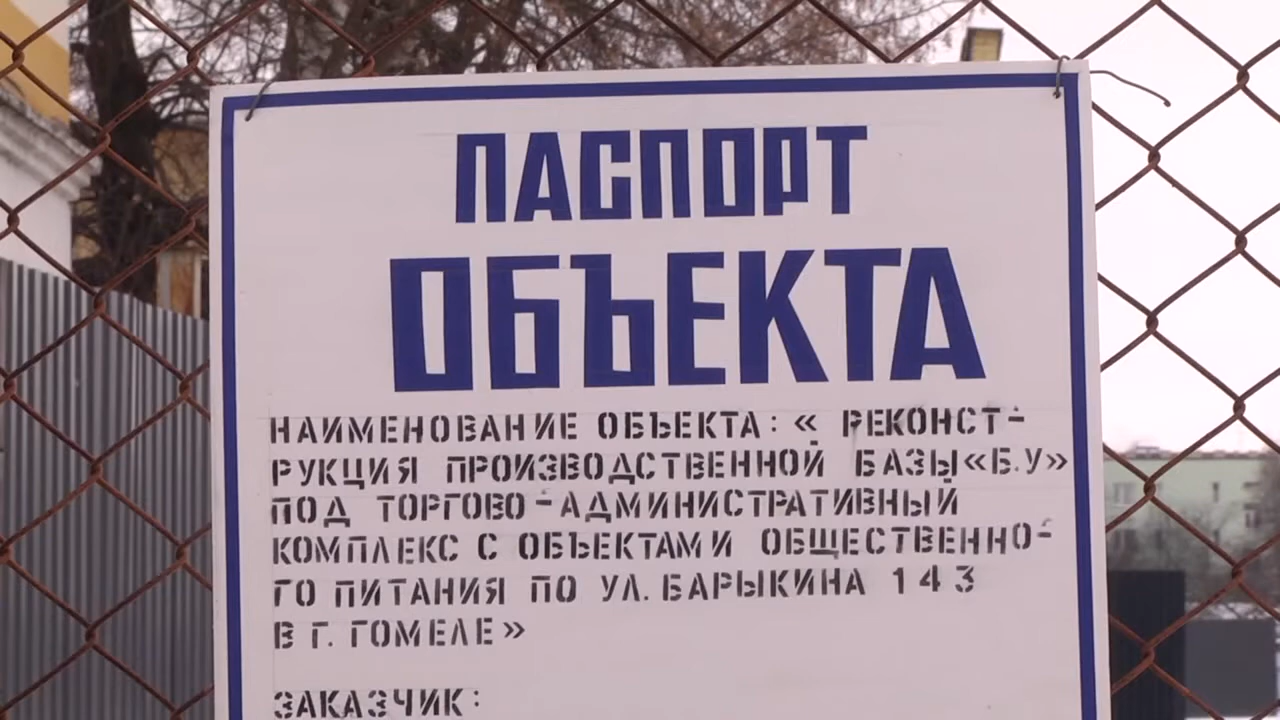 ПАСПОРТ
ОБЪЕКТА
НАИМЕНОВАНИЕ ОБЪЕКТА: « РЕКОНСТ-
РУКЦИЯ ПРОИЗВОДСТВЕННОЙ БАЗЫ «Б.У»
ПОД ТОРГОВО-АДМИНИСТРАТИВНЫЙ
КОМПЛЕКС С ОБЪЕКТАМИ ОБЩЕСТВЕННО-
ГО ПИТАНИЯ ПО УЛ. БАРЫКИНА 143
В Г. ГОМЕЛЕ»
ЗАКАЗЧИК: